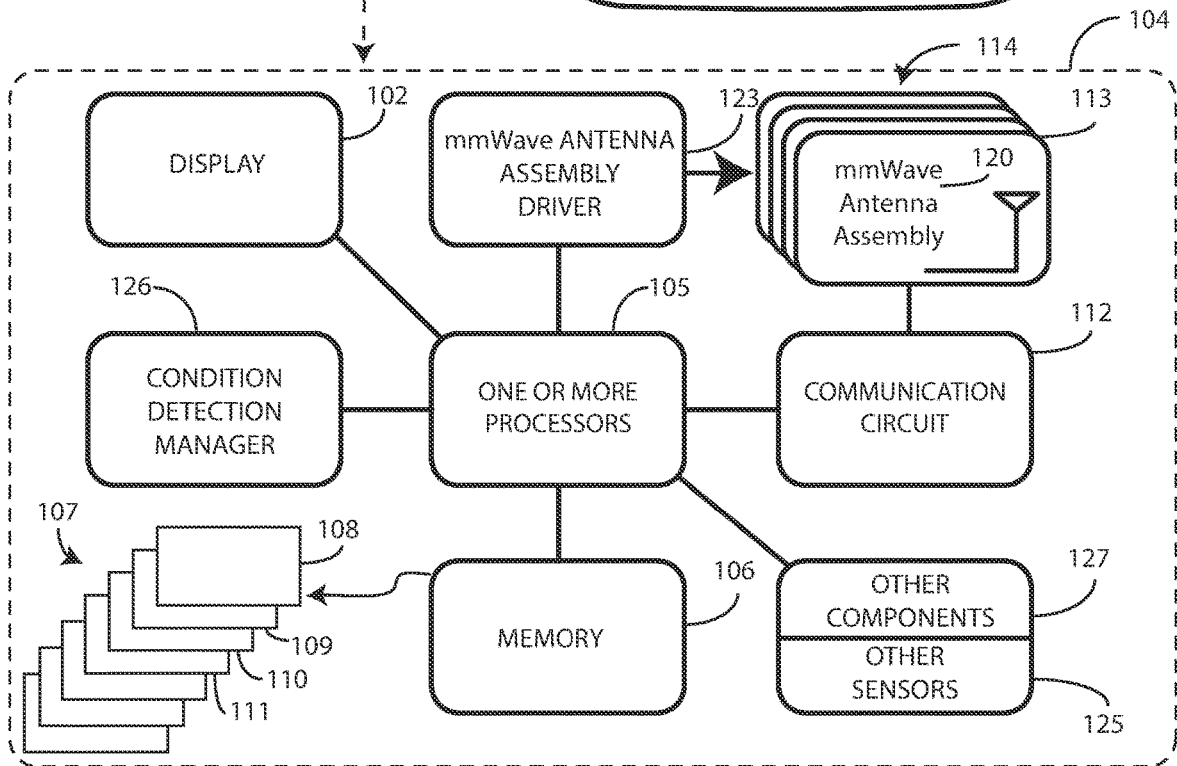 104
114
102
123
113
DISPLAY
mmWave ANTENNA
ASSEMBLY
DRIVER
mmWave
Antenna
Assembly
120
126
105
112
CONDITION
DETECTION
MANAGER
ONE OR MORE
PROCESSORS
COMMUNICATION
CIRCUIT
107
108
109
110
111
106
MEMORY
127
OTHER
COMPONENTS
OTHER
SENSORS
125